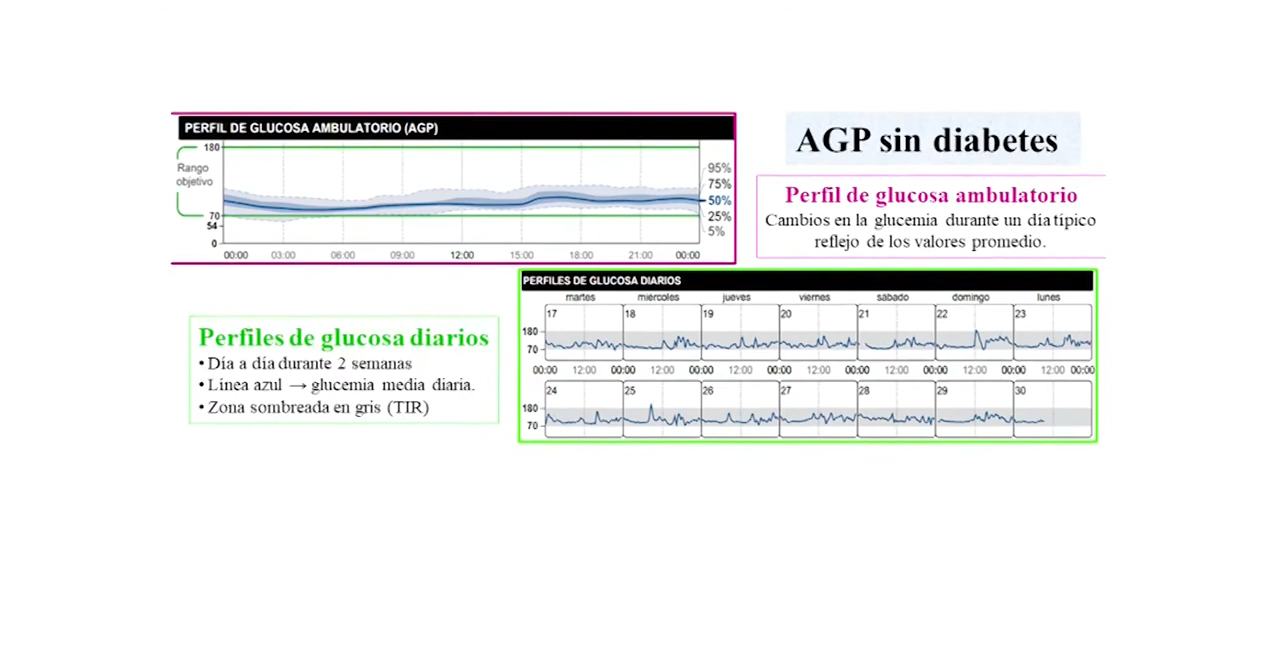 PERFIL DE GLUCOSA AMBULATORIO (AGP)
180
Rango
objetivo
70
54
0
95%
75%
50%
25%
5%
00:00 03:00 06:00 09:00 12:00 15:00 18:00 21:00 00:00
AGP sin diabetes
Perfil de glucosa ambulatorio
Cambios en la glucemia durante un día típico
reflejo de los valores promedio.
Perfiles de glucosa diarios
• Día a día durante 2 semanas
• Línea azul → glucemia media diaria.
• Zona sombreada en gris (TIR)
PERFILES DE GLUCOSA DIARIOS
martes miércoles jueves viernes sábado domingo lunes
17 18 19 20 21 22 23
180
70
00:00 12:00 00:00 12:00 00:00 12:00 00:00 12:00 00:00 12:00 00:00 12:00 00:00 12:00 00:00
24 25 26 27 28 29 30
180
70